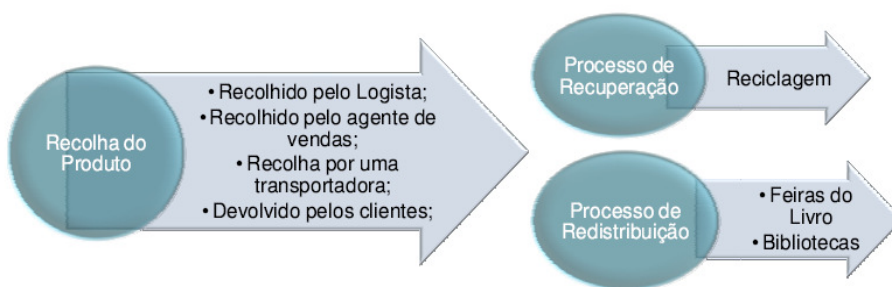 Recolha do
Produto
• Recolhido pelo Logista;
• Recolhido pelo agente de
vendas;
• Recolha por uma
transportadora;
• Devolvido pelos clientes;
Processo de
Recuperação
Reciclagem
Processo de
Redistribuição
• Feiras do
Livro
• Bibliotecas